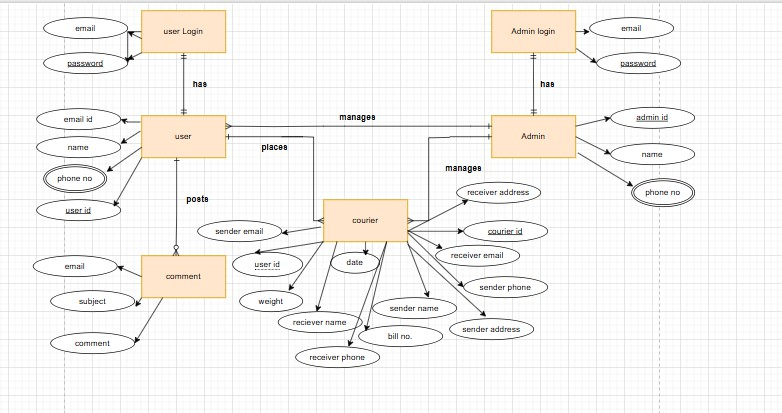 email
user Login
Admin login
email
password
password
has
has
email id
manages
admin id
user
Admin
name
places
name
manages
phone no
phone no
receiver address
posts
user id
courier
sender email
courier id
receiver email
email
user id
date
comment
sender phone
subject
weight
sender name
reciever name
sender address
bill no.
comment
receiver phone